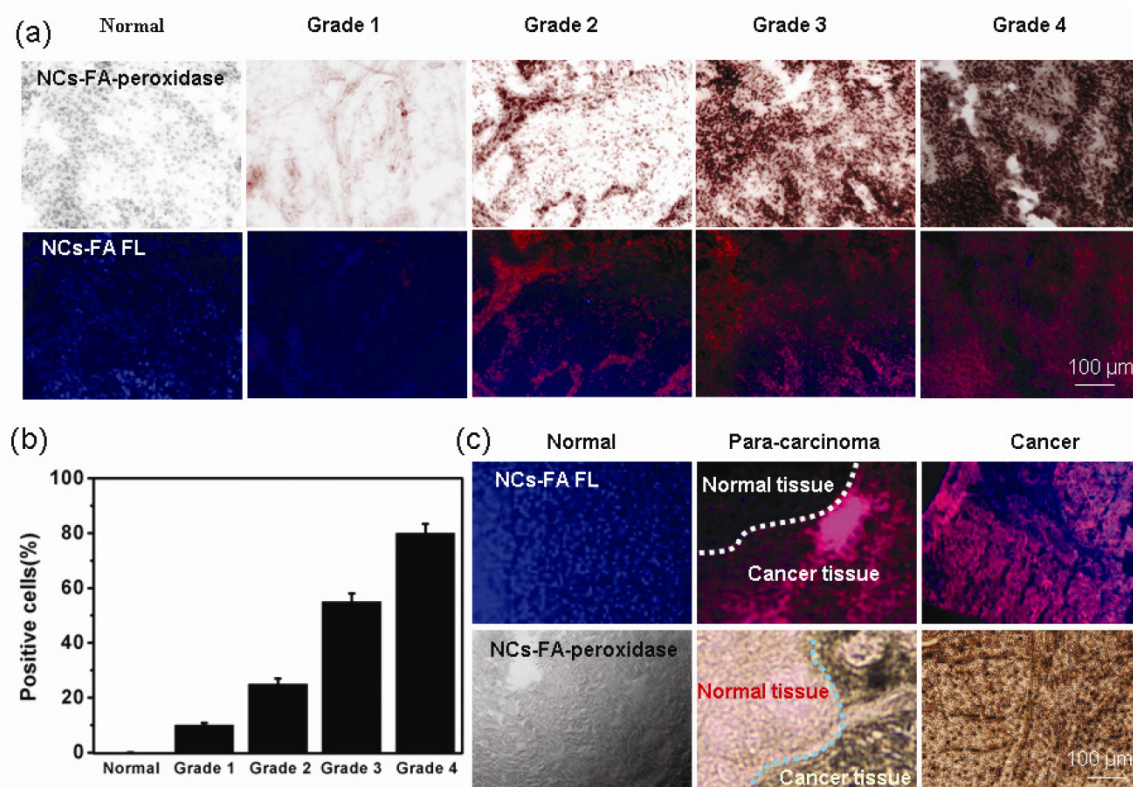 (a)
Normal
Grade 1
Grade 2
Grade 3
Grade 4
NCs-FA-peroxidase
NCs-FA FL
100 µm
(b)
Positive cells(%)
100
80
60
40
20
0
Normal
Grade 1
Grade 2
Grade 3
Grade 4
(c)
Normal
Para-carcinoma
Cancer
NCs-FA FL
Normal tissue
Cancer tissue
NCs-FA-peroxidase
Normal tissue
Cancer tissue
100 µm